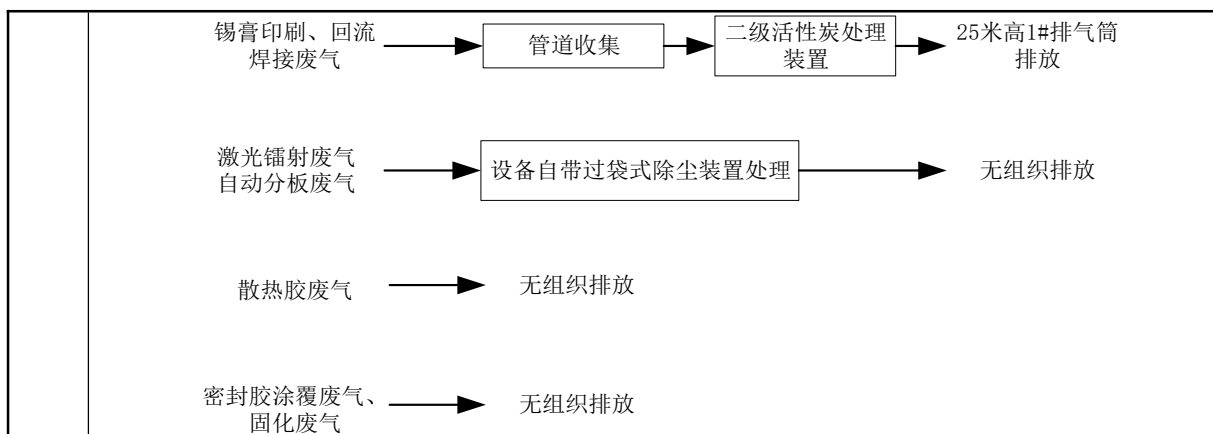 锡膏印刷、回流
焊接废气
管道收集
二级活性炭处理
装置
25米高1#排气筒
排放
激光镭射废气
自动分板废气
设备自带过袋式除尘装置处理
无组织排放
散热胶废气
无组织排放
密封胶涂覆废气、
固化废气
无组织排放